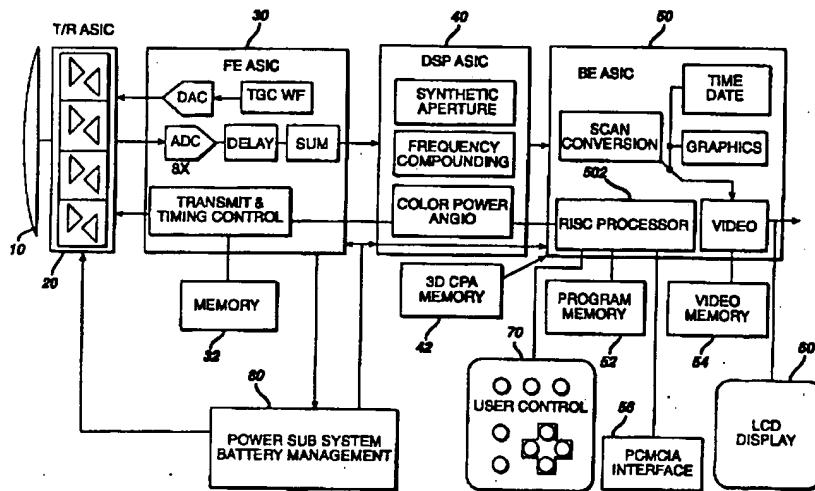 30
40
50
T/R ASIC
FE ASIC
DSP ASIC
BE ASIC
DAC
TGC WF
SYNTHETIC
APERTURE
TIME
DATE
ADC
8X
DELAY
SUM
FREQUENCY
COMPOUNDING
SCAN
CONVERSION
GRAPHICS
502
TRANSMIT &
TIMING CONTROL
COLOR POWER
ANGIO
RISC PROCESSOR
VIDEO
10
20
MEMORY
32
3D CPA
MEMORY
42
PROGRAM
MEMORY
52
VIDEO
MEMORY
54
70
60
80
USER CONTROL
POWER SUB SYSTEM
BATTERY MANAGEMENT
56
PCMCIA
INTERFACE
LCD
DISPLAY